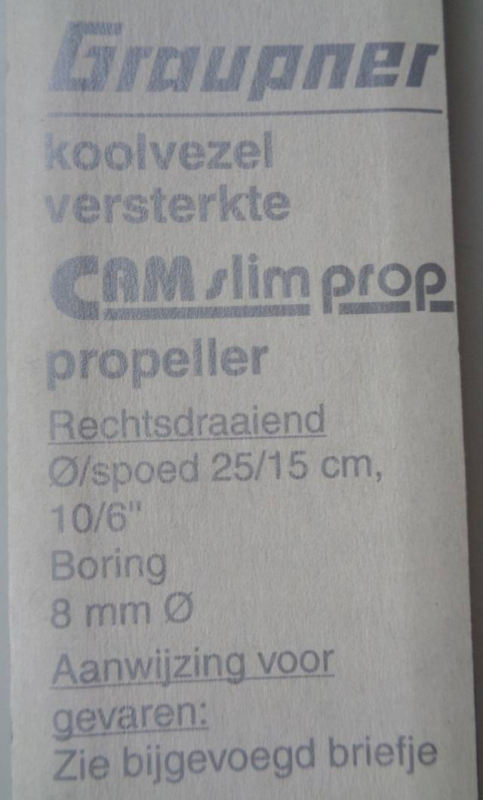 Graupner
koolvezel
versterkte
CAM slim prop
propeller
Rechtsdraaiend
Ø/spoed 25/15 cm,
10/6"
Boring
8 mm Ø
Aanwijzing voor
gevaren:
Zie bijgevoegd briefje